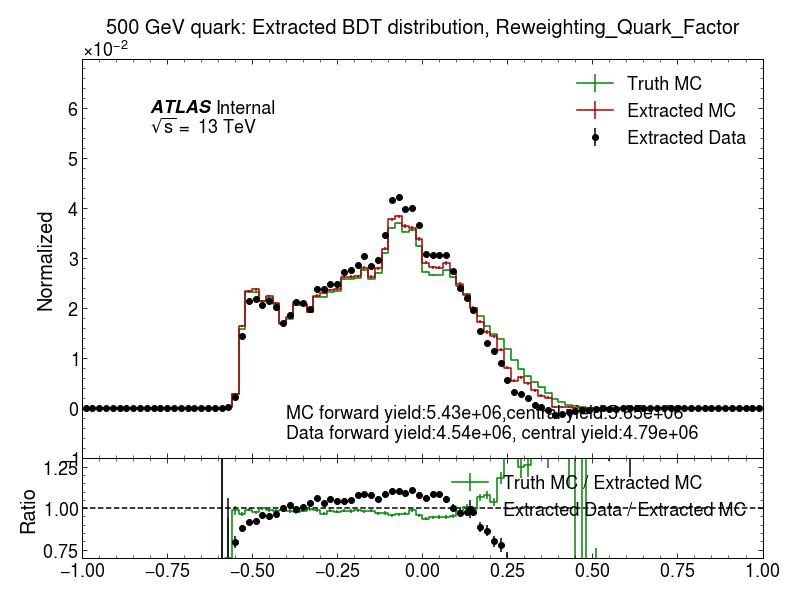 500 GeV quark: Extracted BDT distribution, Reweighting_Quark_Factor
×10⁻²
ATLAS Internal
√s = 13 TeV
Truth MC
Extracted MC
Extracted Data
Normalized
6
5
4
3
2
1
0
MC forward yield:5.43e+06,central yield:5.65e+06
Data forward yield:4.54e+06, central yield:4.79e+06
Truth MC / Extracted MC
Extracted Data / Extracted MC
Ratio
1.25
1.00
0.75
−1.00 −0.75 −0.50 −0.25 0.00 0.25 0.50 0.75 1.00